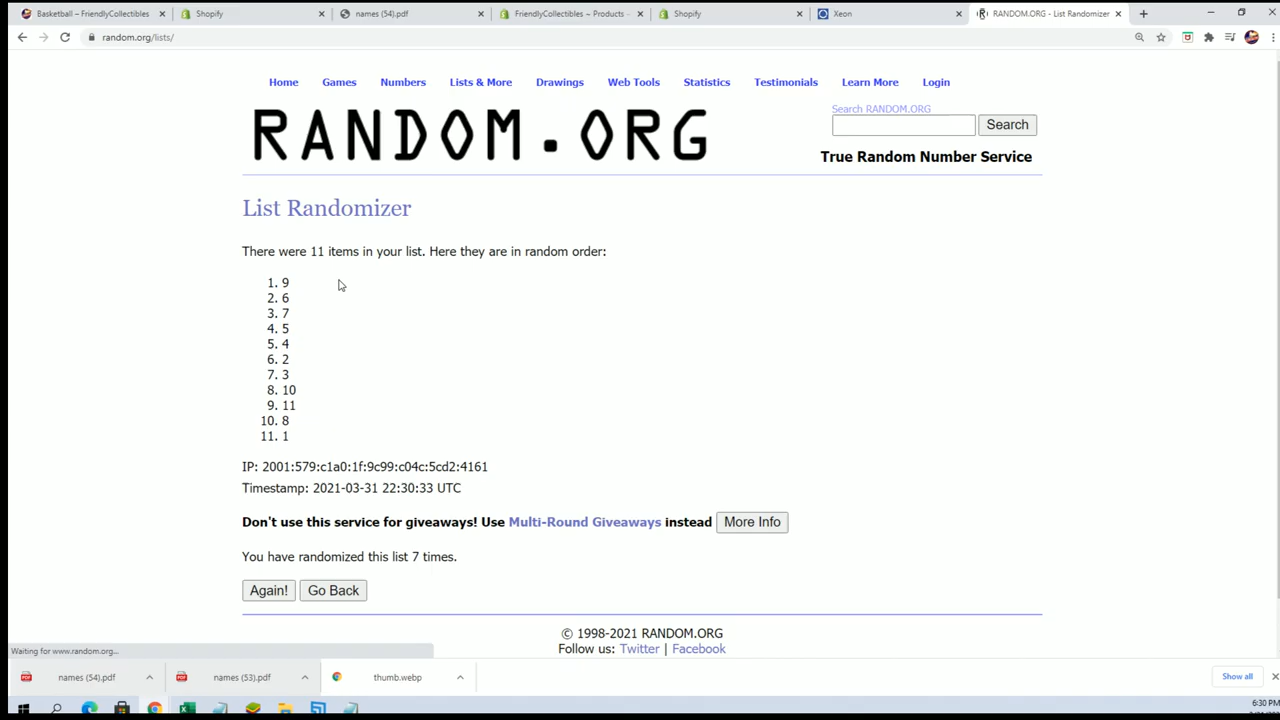 Basketball – FriendlyCollectibles
Shopify
names (54).pdf
FriendlyCollectibles ~ Products ~
Shopify
Xeon
RANDOM.ORG - List Randomizer
random.org/lists/
Home Games Numbers Lists & More Drawings Web Tools Statistics Testimonials Learn More Login
RANDOM.ORG
Search RANDOM.ORG
Search
True Random Number Service
List Randomizer
There were 11 items in your list. Here they are in random order:
1. 9
2. 6
3. 7
4. 5
5. 4
6. 2
7. 3
8. 10
9. 11
10. 8
11. 1
IP: 2001:579:c1a0:1f:9c99:c04c:5cd2:4161
Timestamp: 2021-03-31 22:30:33 UTC
Don't use this service for giveaways! Use Multi-Round Giveaways instead More Info
You have randomized this list 7 times.
Again! Go Back
© 1998-2021 RANDOM.ORG
Follow us: Twitter | Facebook
Waiting for www.random.org...
names (54).pdf
names (53).pdf
thumb.webp
Show all
6:30 PM